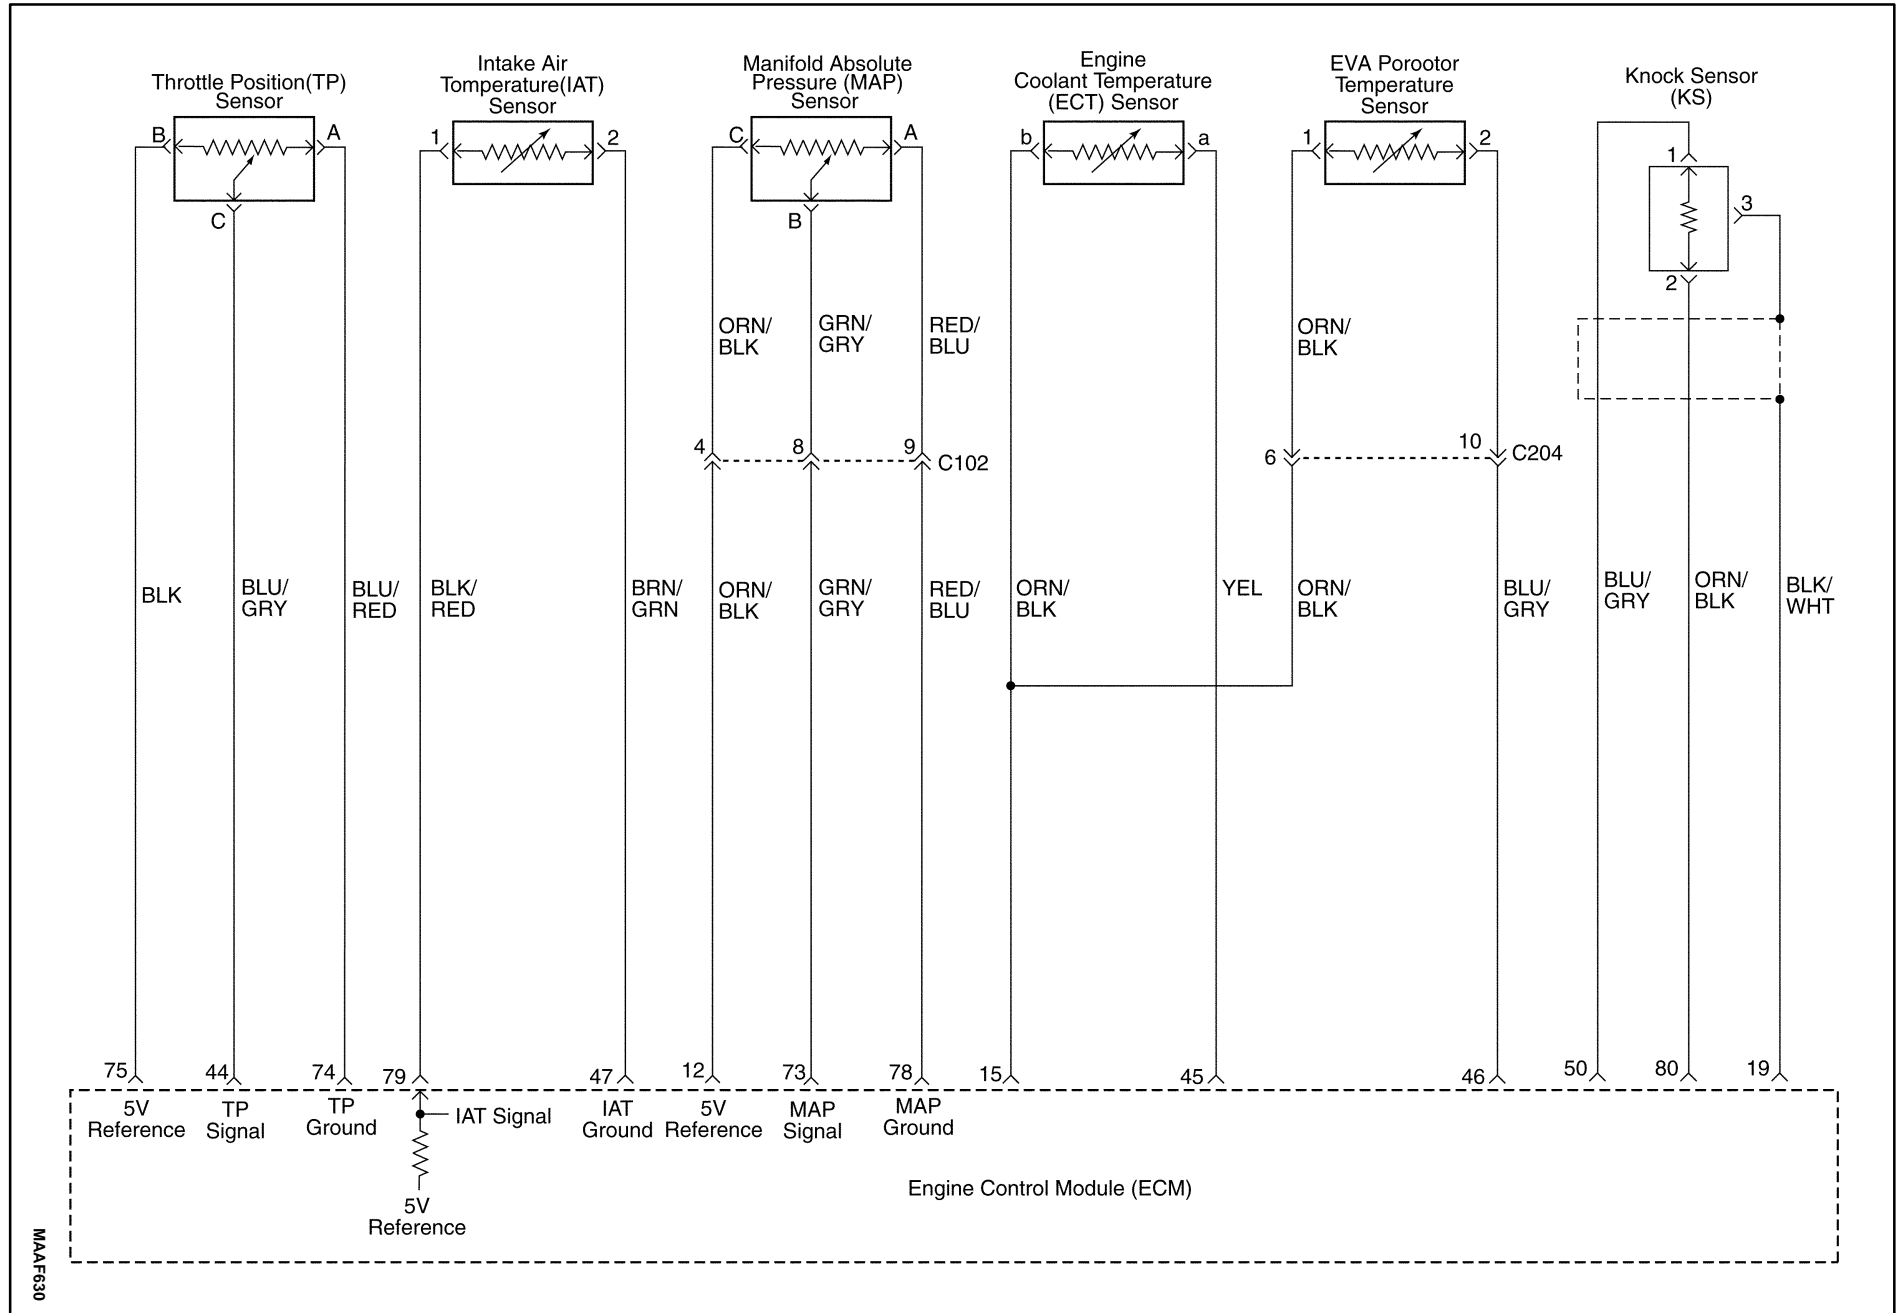 Throttle Position(TP)
Sensor
Intake Air
Tomperature(IAT)
Sensor
Manifold Absolute
Pressure (MAP)
Sensor
Engine
Coolant Temperature
(ECT) Sensor
EVA Porootor
Temperature
Sensor
Knock Sensor
(KS)
B
A
C
1
2
C
A
B
b
a
1
2
1
3
2
ORN/
BLK
GRN/
GRY
RED/
BLU
ORN/
BLK
4
8
9
C102
6
10
C204
BLK
BLU/
GRY
BLU/
RED
BLK/
RED
BRN/
GRN
ORN/
BLK
GRN/
GRY
RED/
BLU
ORN/
BLK
YEL
ORN/
BLK
BLU/
GRY
BLU/
GRY
ORN/
BLK
BLK/
WHT
75
44
74
79
47
12
73
78
15
45
46
50
80
19
5V
Reference
TP
Signal
TP
Ground
IAT Signal
IAT
Ground
5V
Reference
MAP
Signal
MAP
Ground
5V
Reference
Engine Control Module (ECM)
MAAF630